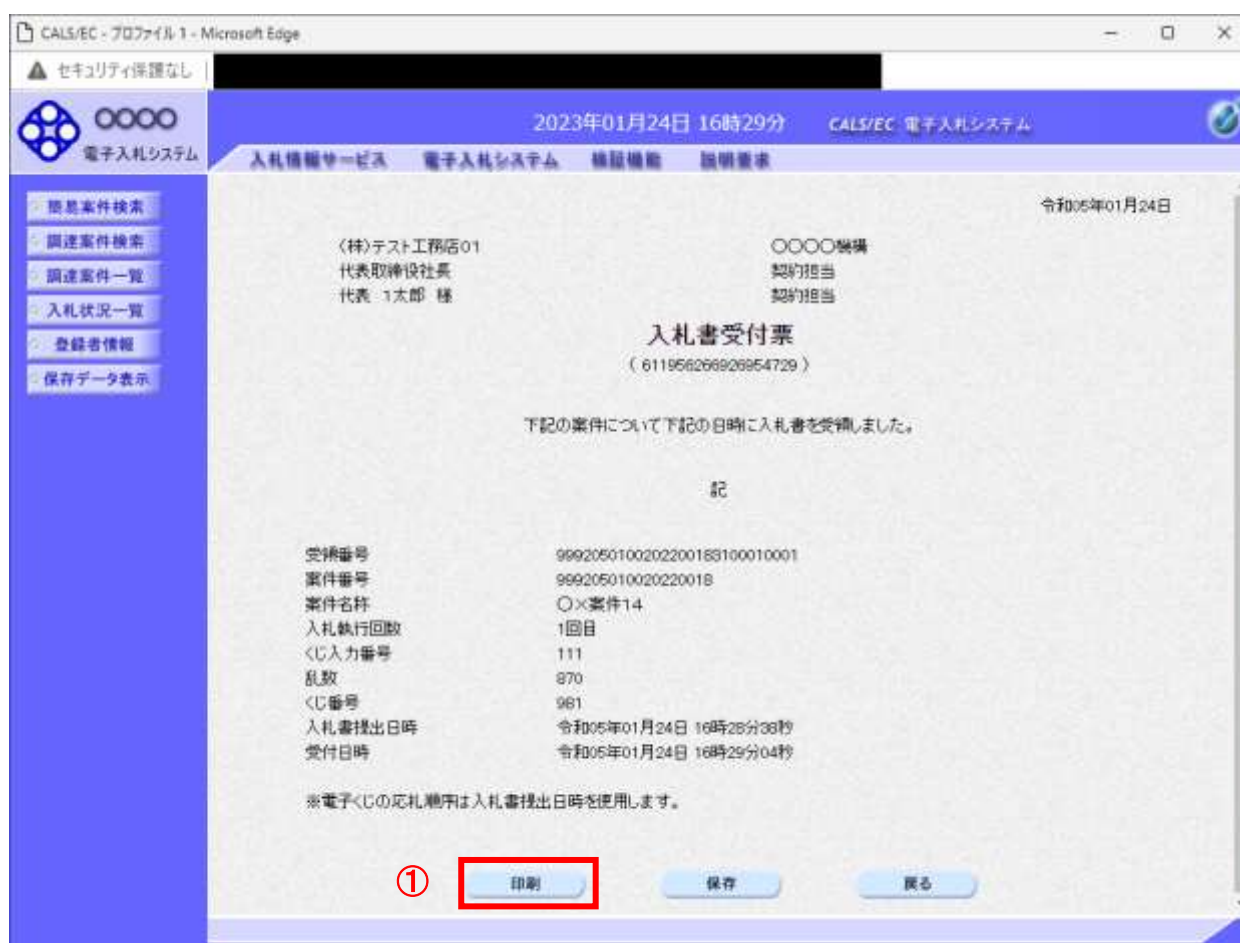 CALS/EC - プロファイル 1 - Microsoft Edge
セキュリティ保護なし
○○○○
電子入札システム
2023年01月24日 16時29分
CALS/EC 電子入札システム
入札情報サービス
電子入札システム
検証機能
説明要求
簡易案件検索
調達案件検索
調達案件一覧
入札状況一覧
登録者情報
保存データ表示
令和05年01月24日
(株)テスト工務店01
代表取締役社長
代表 1太郎 様
○○○○機構
契約担当
契約担当
入札書受付票
( 611956266926954729 )
下記の案件について下記の日時に入札書を受領しました。
記
受領番号 9992050100202200183100010001
案件番号 999205010020220018
案件名称 ○×案件14
入札執行回数 1回目
くじ入力番号 111
乱数 870
くじ番号 981
入札書提出日時 令和05年01月24日 16時28分38秒
受付日時 令和05年01月24日 16時29分04秒
※電子くじの応札順序は入札書提出日時を使用します。
① 印刷 保存 戻る